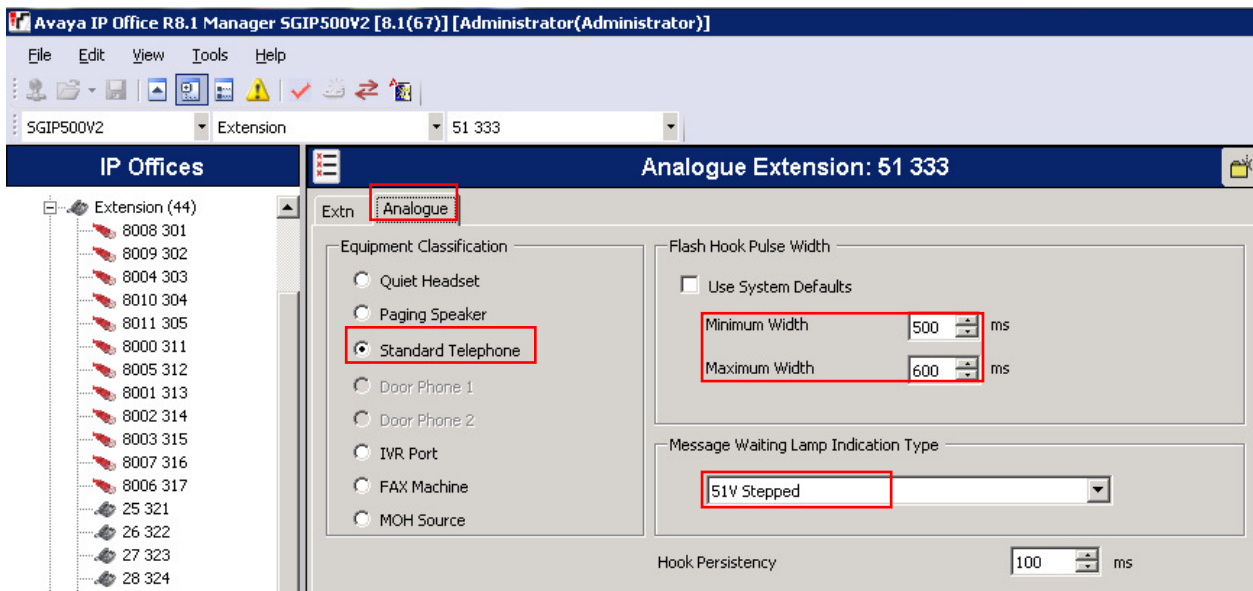 Avaya IP Office R8.1 Manager SGIP500V2 [8.1(67)] [Administrator(Administrator)]
File Edit View Tools Help
SGIP500V2 Extension 51 333
IP Offices
Analogue Extension: 51 333
Extension (44)
8008 301
8009 302
8004 303
8010 304
8011 305
8000 311
8005 312
8001 313
8002 314
8003 315
8007 316
8006 317
25 321
26 322
27 323
28 324
Extn Analogue
Equipment Classification
Quiet Headset
Paging Speaker
Standard Telephone
Door Phone 1
Door Phone 2
IVR Port
FAX Machine
MOH Source
Flash Hook Pulse Width
Use System Defaults
Minimum Width 500 ms
Maximum Width 600 ms
Message Waiting Lamp Indication Type
51V Stepped
Hook Persistency 100 ms